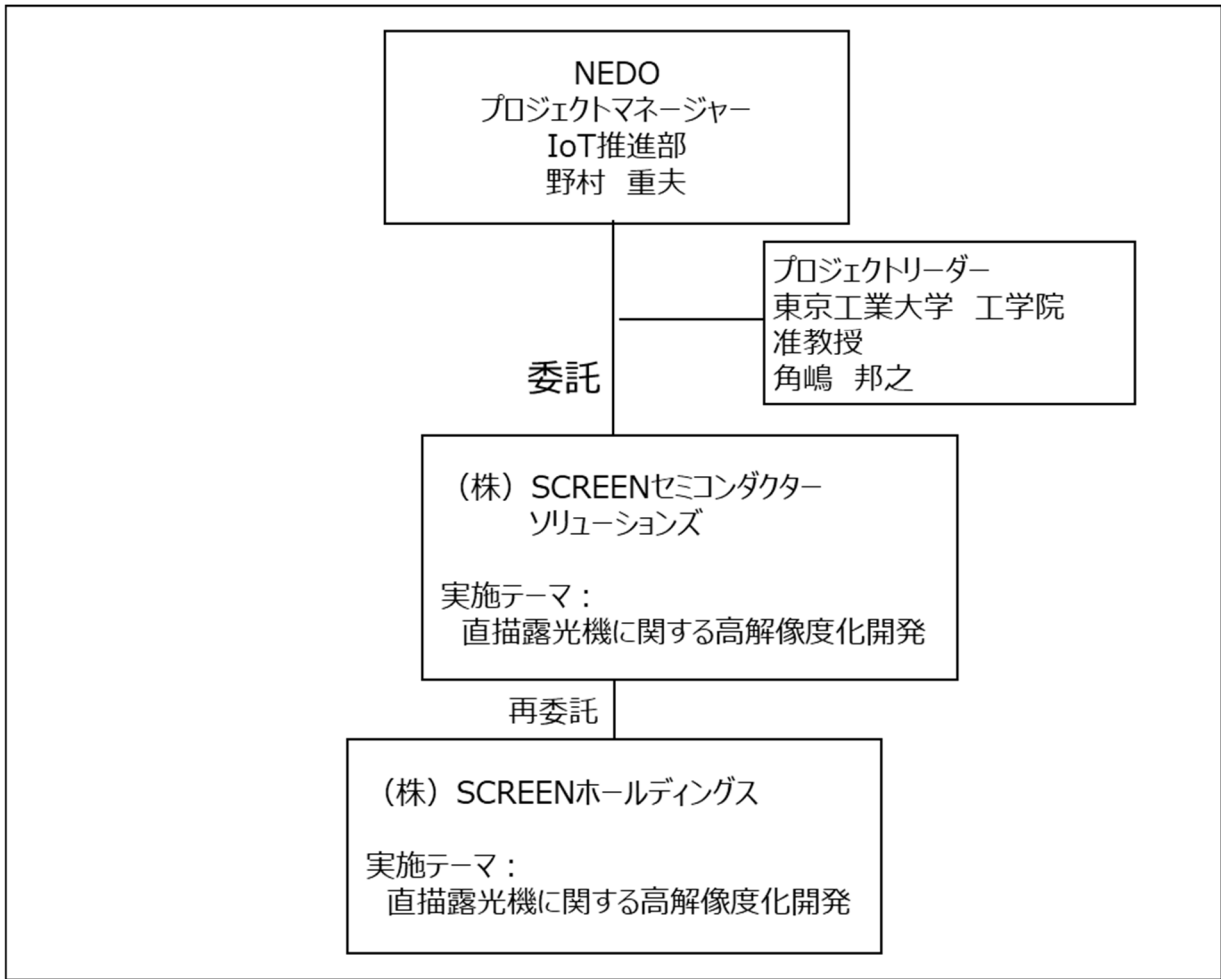 NEDO
プロジェクトマネージャー
IoT推進部
野村　重夫
プロジェクトリーダー
東京工業大学　工学院
准教授
角嶋　邦之
委託
（株）SCREENセミコンダクター
ソリューションズ
実施テーマ：
直描露光機に関する高解像度化開発
再委託
（株）SCREENホールディングス
実施テーマ：
直描露光機に関する高解像度化開発